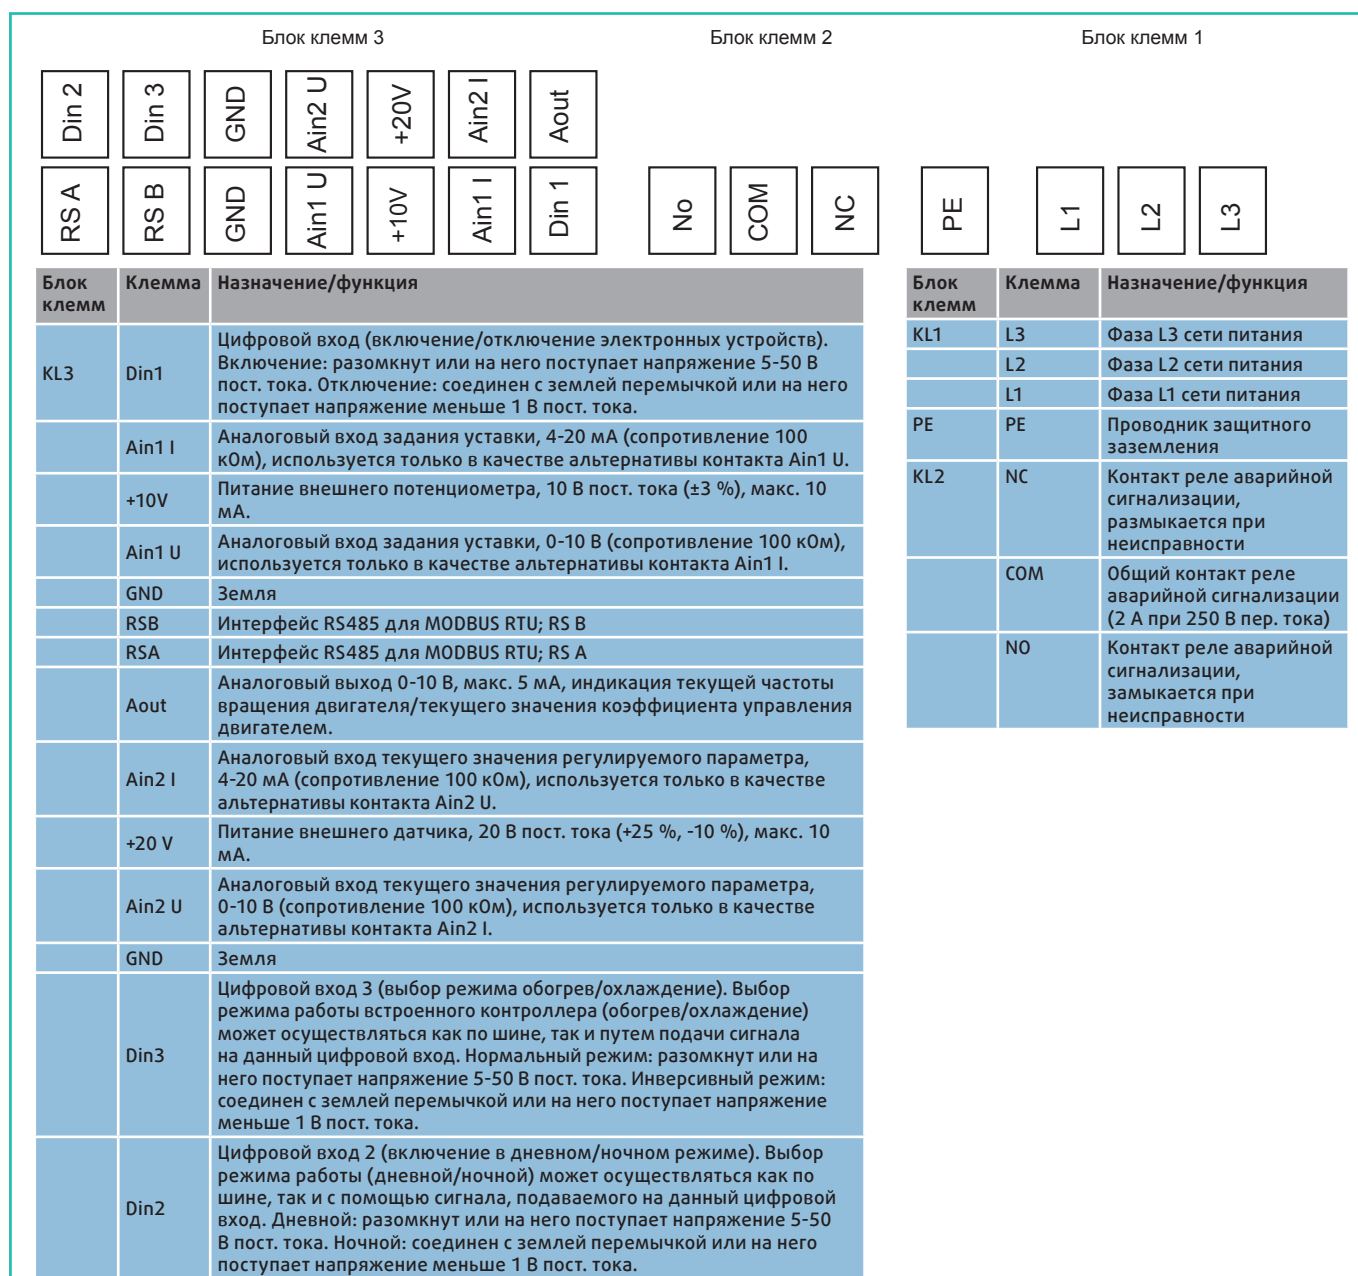 Блок клемм 3
Блок клемм 2
Блок клемм 1
Din 2
Din 3
GND
Ain2 U
+20V
Ain2 I
Aout
RS A
RS B
GND
Ain1 U
+10V
Ain1 I
Din 1
No
COM
NC
PE
L1
L2
L3
Блок
клемм
Клемма
Назначение/функция
KL3
Din1
Цифровой вход (включение/отключение электронных устройств).
Включение: разомкнут или на него поступает напряжение 5-50 В
пост. тока. Отключение: соединен с землей перемычкой или на него
поступает напряжение меньше 1 В пост. тока.
Ain1 I
Аналоговый вход задания уставки, 4-20 мА (сопротивление 100
кОм), используется только в качестве альтернативы контакта Ain1 U.
+10V
Питание внешнего потенциометра, 10 В пост. тока (±3 %), макс. 10
мА.
Ain1 U
Аналоговый вход задания уставки, 0-10 В (сопротивление 100 кОм),
используется только в качестве альтернативы контакта Ain1 I.
GND
Земля
RSB
Интерфейс RS485 для MODBUS RTU; RS B
RSA
Интерфейс RS485 для MODBUS RTU; RS A
Aout
Аналоговый выход 0-10 В, макс. 5 мА, индикация текущей частоты
вращения двигателя/текущего значения коэффициента управления
двигателем.
Ain2 I
Аналоговый вход текущего значения регулируемого параметра,
4-20 мА (сопротивление 100 кОм), используется только в качестве
альтернативы контакта Ain2 U.
+20 V
Питание внешнего датчика, 20 В пост. тока (+25 %, -10 %), макс. 10
мА.
Ain2 U
Аналоговый вход текущего значения регулируемого параметра,
0-10 В (сопротивление 100 кОм), используется только в качестве
альтернативы контакта Ain2 I.
GND
Земля
Din3
Цифровой вход 3 (выбор режима обогрев/охлаждение). Выбор
режима работы встроенного контроллера (обогрев/охлаждение)
может осуществляться как по шине, так и путем подачи сигнала
на данный цифровой вход. Нормальный режим: разомкнут или на
него поступает напряжение 5-50 В пост. тока. Инверсивный режим:
соединен с землей перемычкой или на него поступает напряжение
меньше 1 В пост. тока.
Din2
Цифровой вход 2 (включение в дневном/ночном режиме). Выбор
режима работы (дневной/ночной) может осуществляться как по
шине, так и с помощью сигнала, подаваемого на данный цифровой
вход. Дневной: разомкнут или на него поступает напряжение 5-50
В пост. тока. Ночной: соединен с землей перемычкой или на него
поступает напряжение меньше 1 В пост. тока.
Блок
клемм
Клемма
Назначение/функция
KL1
L3
Фаза L3 сети питания
L2
Фаза L2 сети питания
L1
Фаза L1 сети питания
PE
PE
Проводник защитного
заземления
KL2
NC
Контакт реле аварийной
сигнализации,
размыкается при
неисправности
COM
Общий контакт реле
аварийной сигнализации
(2 А при 250 В пер. тока)
NO
Контакт реле аварийной
сигнализации,
замыкается при
неисправности